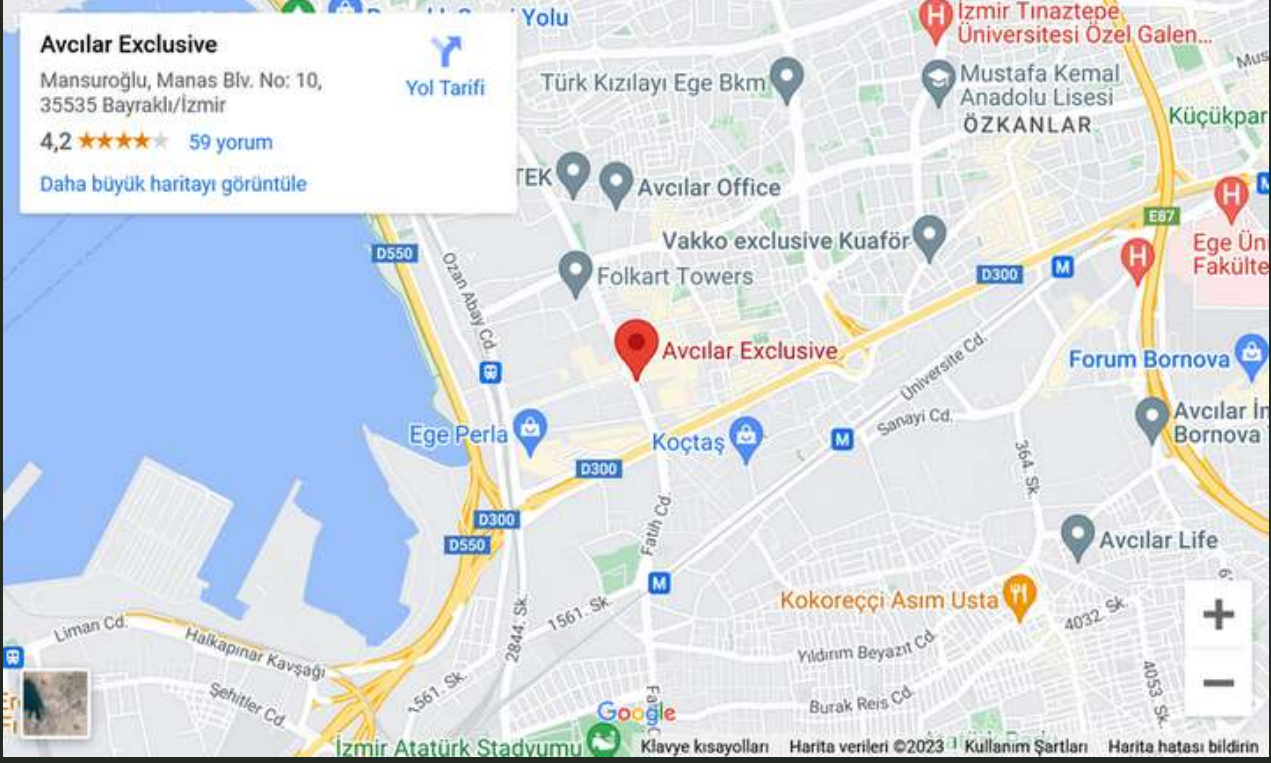 Avcılar Exclusive
Mansuroğlu, Manas Blv. No: 10,
35535 Bayraklı/İzmir
4,2
59 yorum
Daha büyük haritayı görüntüle
Yol Tarifi
Yolu
İzmir Tınaztepe
Üniversitesi Özel Galen...
Türk Kızılayı Ege Bkm
Mustafa Kemal
Anadolu Lisesi
ÖZKANLAR
Küçükpar
TEK
Avcılar Office
E87
Vakko exclusive Kuaför
D550
Ozan Abay Cd.
Folkart Towers
D300
M
Ege Ün
Fakülte
Avcılar Exclusive
Üniversite Cd.
Forum Bornova
Ege Perla
Koçtaş
M
Sanayi Cd.
Avcılar İn
Bornova
364. Sk.
D300
D300
D550
Fatih Cd.
Avcılar Life
M
Kokoreççi Asım Usta
1561. Sk.
2844. Sk.
4032. Sk.
Liman Cd.
Halkapınar Kavşağı
Yıldırım Beyazıt Cd.
4053 Sk.
Şehitler Cd.
1561. Sk.
Burak Reis Cd.
Google
İzmir Atatürk Stadyumu
Klavye kısayolları
Harita verileri ©2023
Kullanım Şartları
Harita hatası bildirin